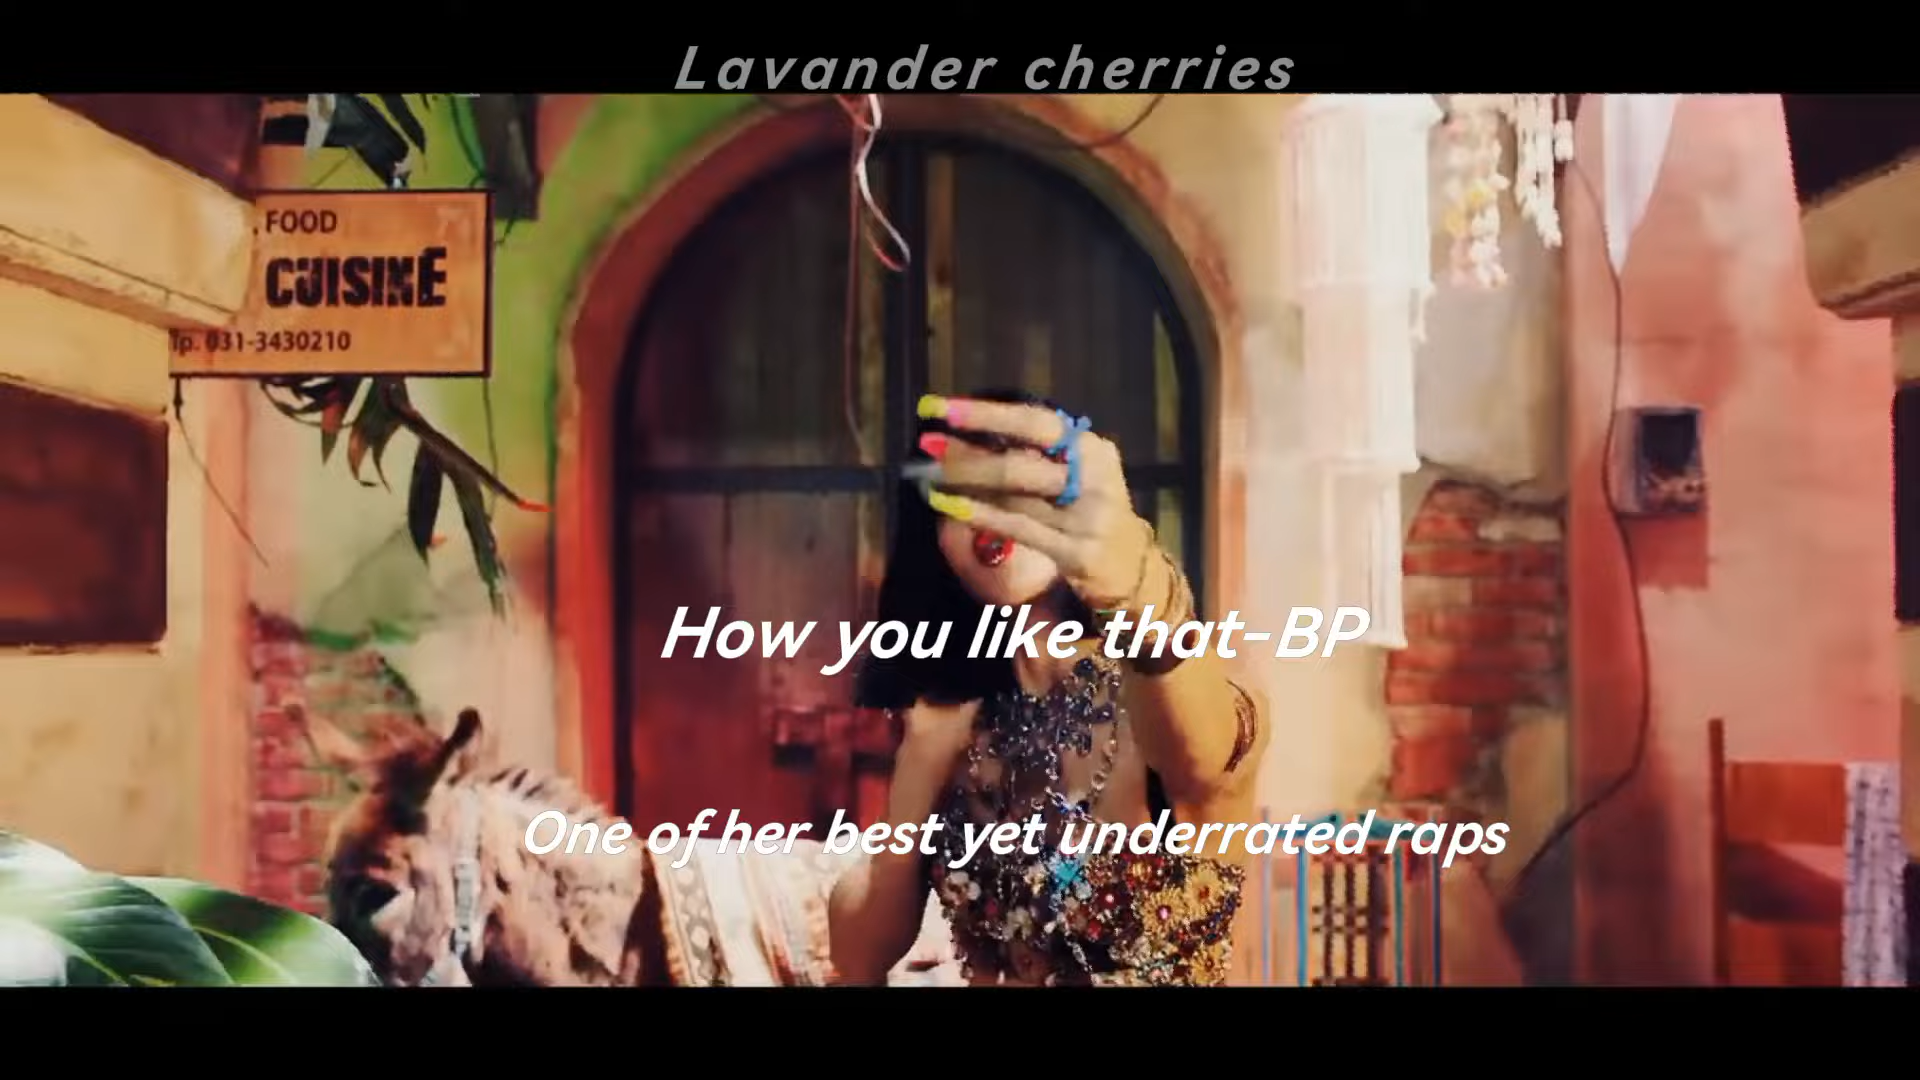 Lavander cherries
FOOD
CUISINE
Tp. 031-3430210
How you like that-BP
One of her best yet underrated raps